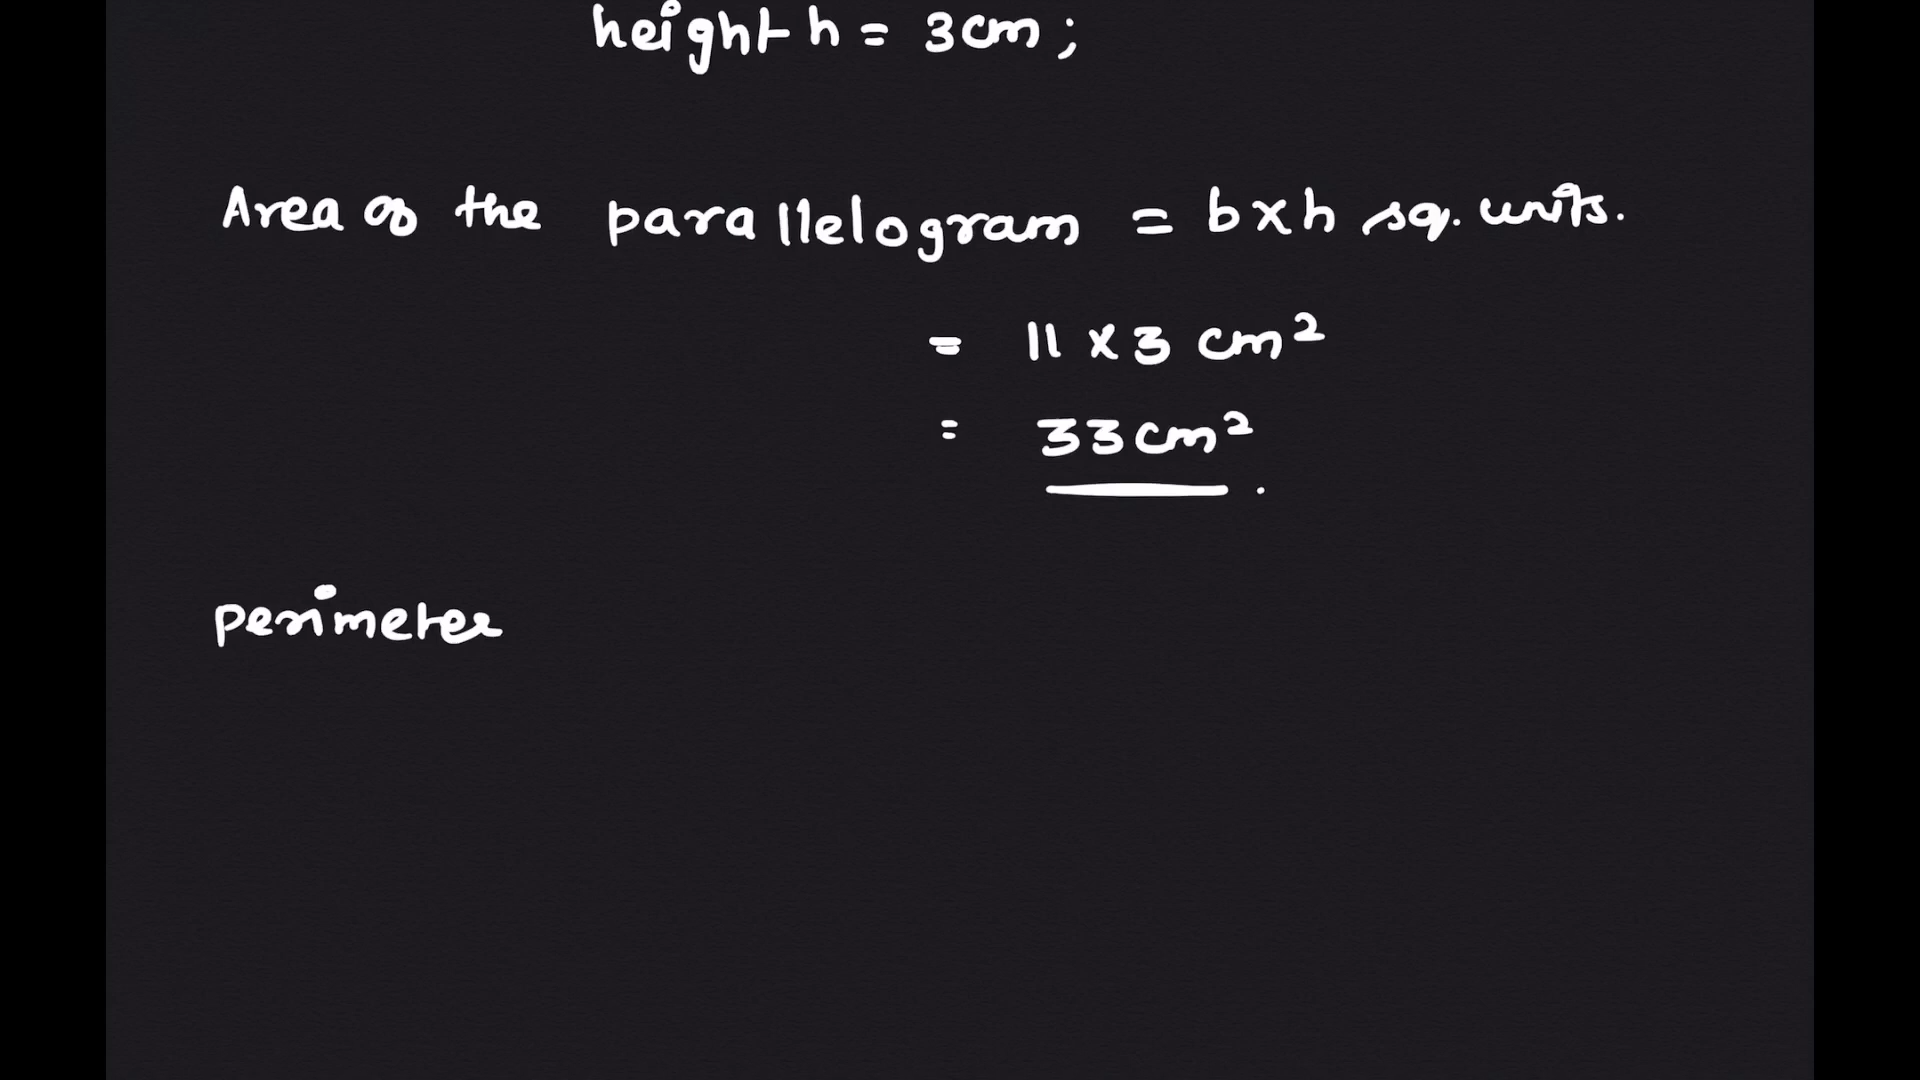 height h = 3cm;
Area of the parallelogram = b×h sq. units.
= 11 × 3 cm²
= 33cm².
perimeter